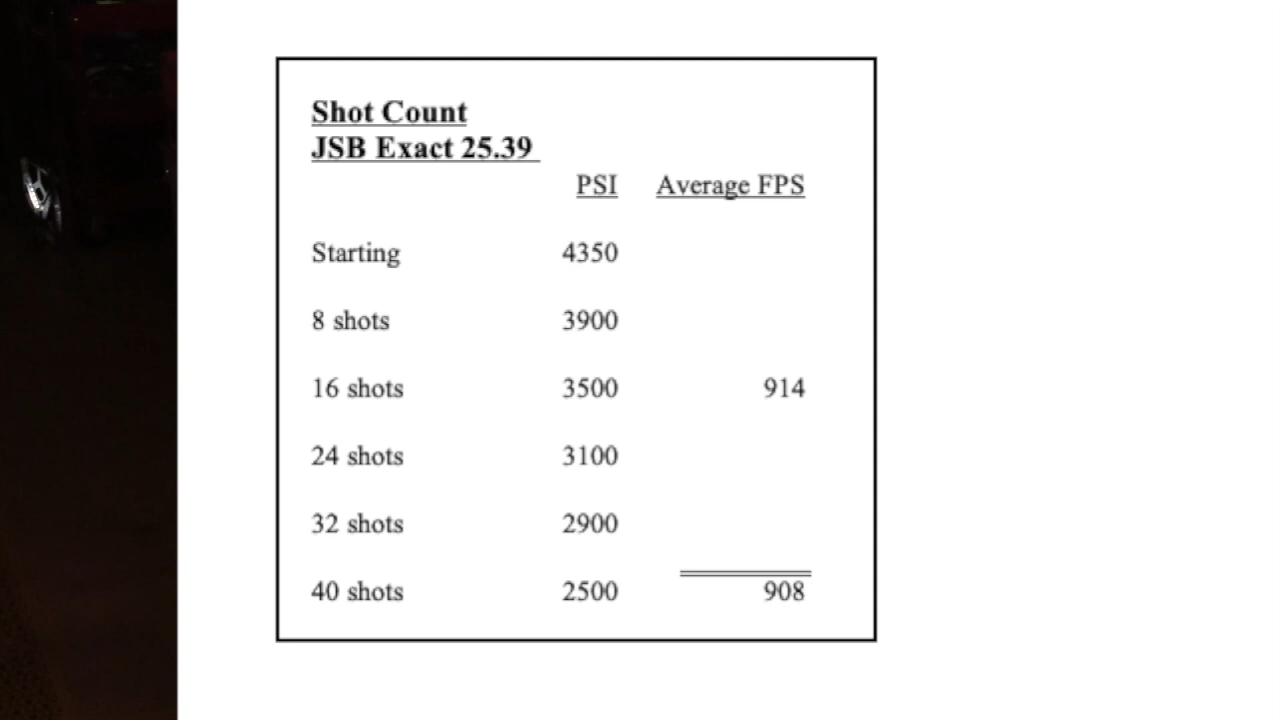 Shot Count
JSB Exact 25.39
PSI Average FPS
Starting 4350
8 shots 3900
16 shots 3500 914
24 shots 3100
32 shots 2900
40 shots 2500 908